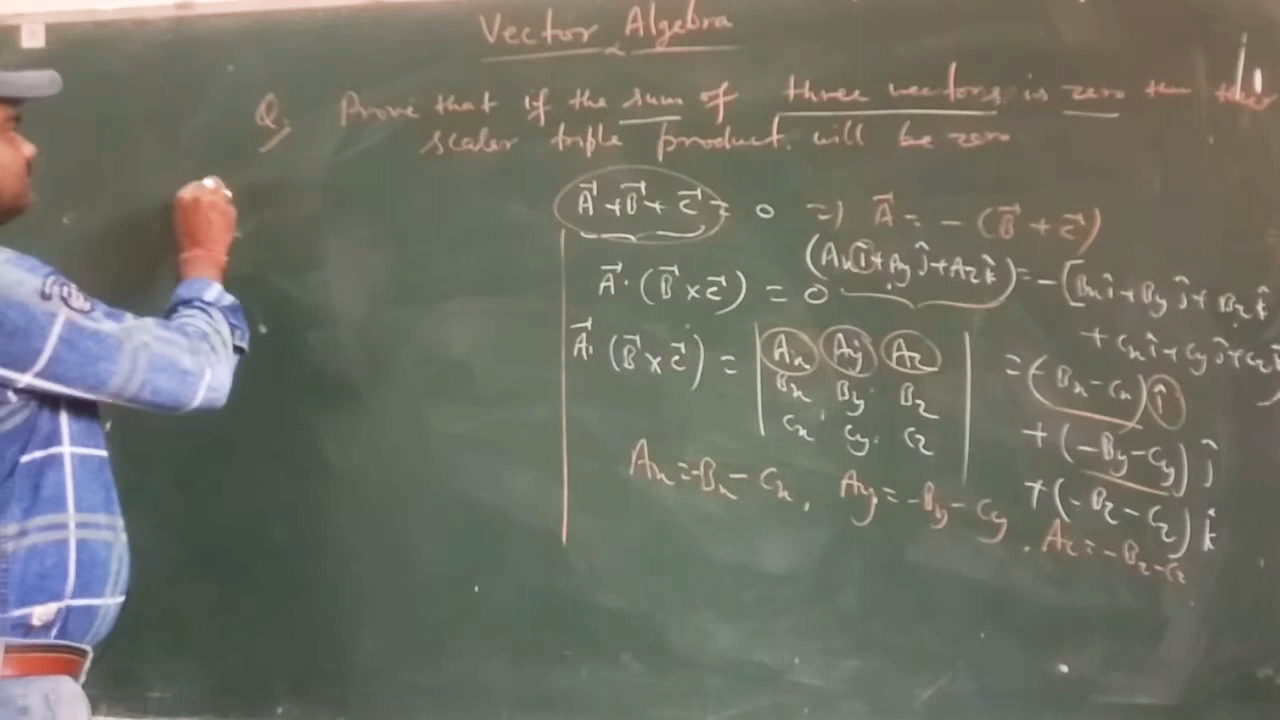 Vector Algebra
Q, Prove that if the sum of three vectors is zero then
scaler triple product. will be zero
A⃗ + B⃗ + C⃗ = 0 => A⃗ = - (B⃗ + C⃗)
(Axî + Ayĵ + Azk̂) = - [Bxî + Byĵ + Bzk̂
+ Cxî + Cyĵ + Cz
A⃗ · (B⃗ × C⃗) = 0
A⃗ · (B⃗ × C⃗) = | Ax Ay Az |
Bx By Bz
Cx Cy Cz
= (-Bx - Cx) î
+ (-By - Cy) ĵ
+ (-Bz - Cz) k̂
Ax = -Bx - Cx, Ay = -By - Cy, Az = -Bz - Cz